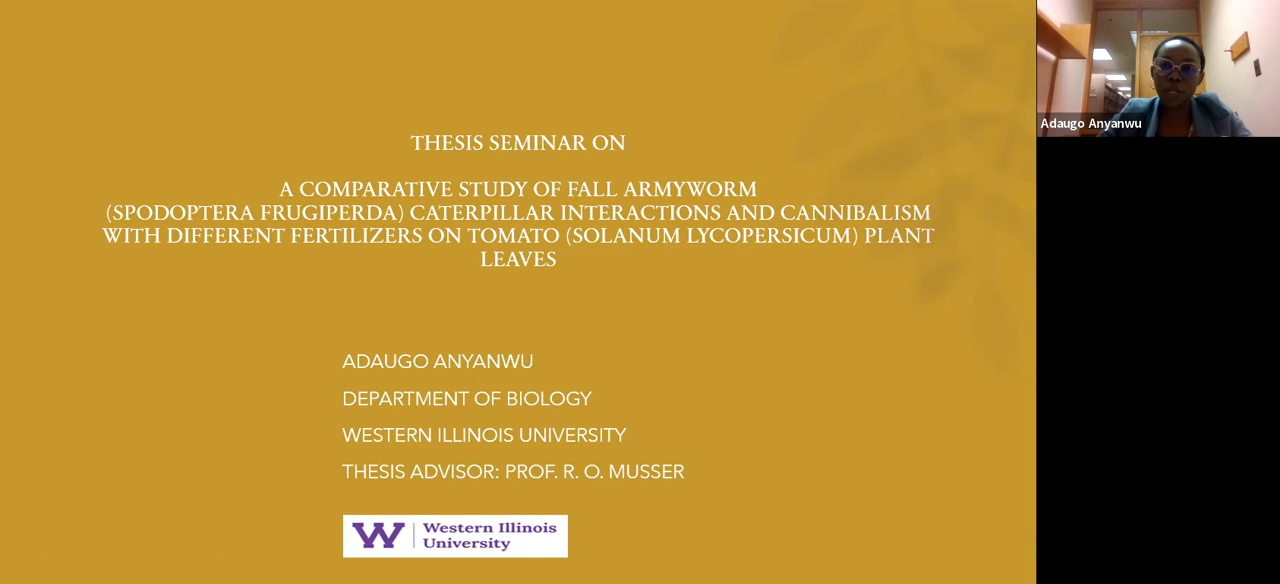 THESIS SEMINAR ON
A COMPARATIVE STUDY OF FALL ARMYWORM
(SPODOPTERA FRUGIPERDA) CATERPILLAR INTERACTIONS AND CANNIBALISM
WITH DIFFERENT FERTILIZERS ON TOMATO (SOLANUM LYCOPERSICUM) PLANT
LEAVES
ADAUGO ANYANWU
DEPARTMENT OF BIOLOGY
WESTERN ILLINOIS UNIVERSITY
THESIS ADVISOR: PROF. R. O. MUSSER
W Western Illinois
University
Adaugo Anyanwu